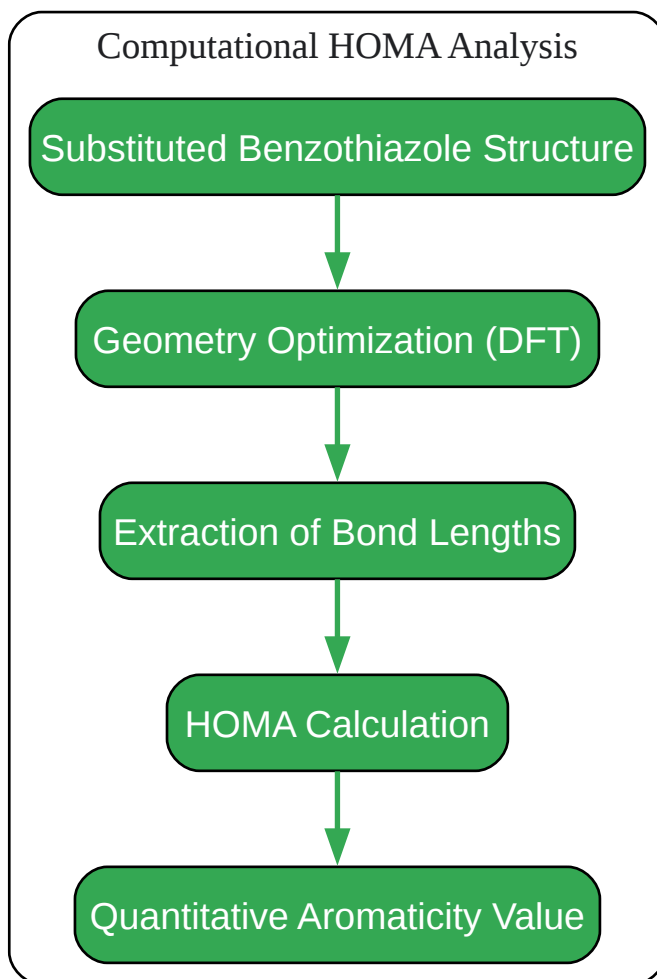 Computational HOMA Analysis
Substituted Benzothiazole Structure
Geometry Optimization (DFT)
Extraction of Bond Lengths
HOMA Calculation
Quantitative Aromaticity Value